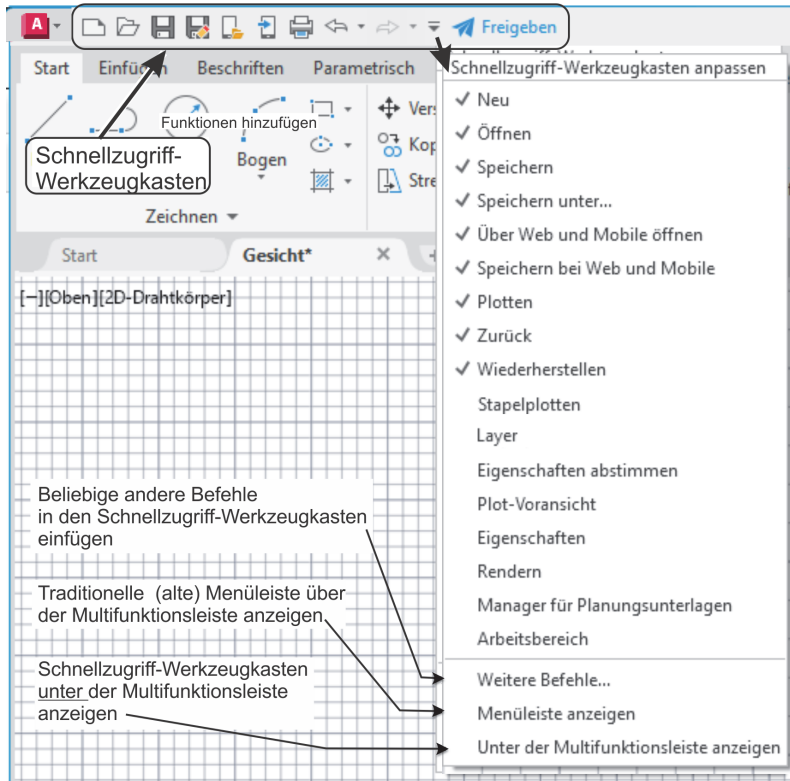 A
Freigeben
Start Einfügen Beschriften Parametrisch
Schnellzugriff-Werkzeugkasten anpassen
Funktionen hinzufügen
Schnellzugriff-
Werkzeugkasten
Bogen
Zeichnen
Start
Gesicht*
[−][Oben][2D-Drahtkörper]
Neu
Öffnen
Speichern
Speichern unter...
Über Web und Mobile öffnen
Speichern bei Web und Mobile
Plotten
Zurück
Wiederherstellen
Stapelplotten
Layer
Eigenschaften abstimmen
Plot-Voransicht
Eigenschaften
Rendern
Manager für Planungsunterlagen
Arbeitsbereich
Weitere Befehle...
Menüleiste anzeigen
Unter der Multifunktionsleiste anzeigen
Beliebige andere Befehle
in den Schnellzugriff-Werkzeugkasten
einfügen
Traditionelle (alte) Menüleiste über
der Multifunktionsleiste anzeigen
Schnellzugriff-Werkzeugkasten
unter der Multifunktionsleiste
anzeigen